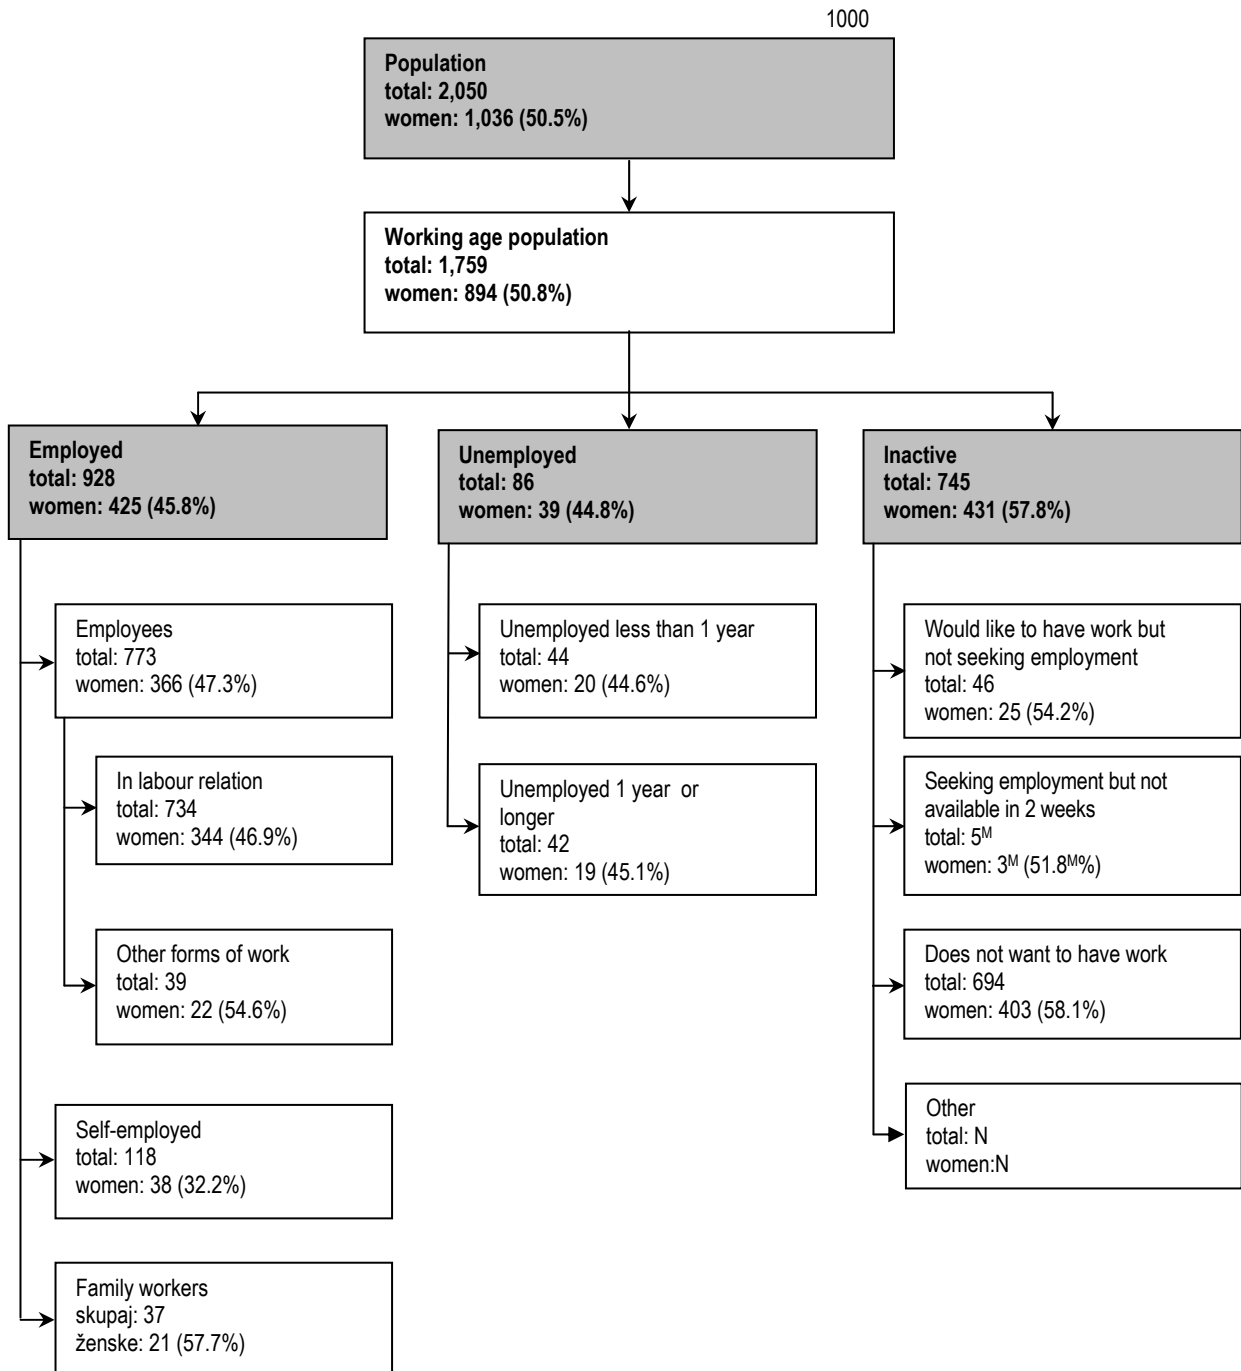 1000
Population
total: 2,050
women: 1,036 (50.5%)
Working age population
total: 1,759
women: 894 (50.8%)
Employed
total: 928
women: 425 (45.8%)
Unemployed
total: 86
women: 39 (44.8%)
Inactive
total: 745
women: 431 (57.8%)
Employees
total: 773
women: 366 (47.3%)
In labour relation
total: 734
women: 344 (46.9%)
Other forms of work
total: 39
women: 22 (54.6%)
Self-employed
total: 118
women: 38 (32.2%)
Family workers
skupaj: 37
ženske: 21 (57.7%)
Unemployed less than 1 year
total: 44
women: 20 (44.6%)
Unemployed 1 year or
longer
total: 42
women: 19 (45.1%)
Would like to have work but
not seeking employment
total: 46
women: 25 (54.2%)
Seeking employment but not
available in 2 weeks
total: 5ᴹ
women: 3ᴹ (51.8ᴹ%)
Does not want to have work
total: 694
women: 403 (58.1%)
Other
total: N
women:N